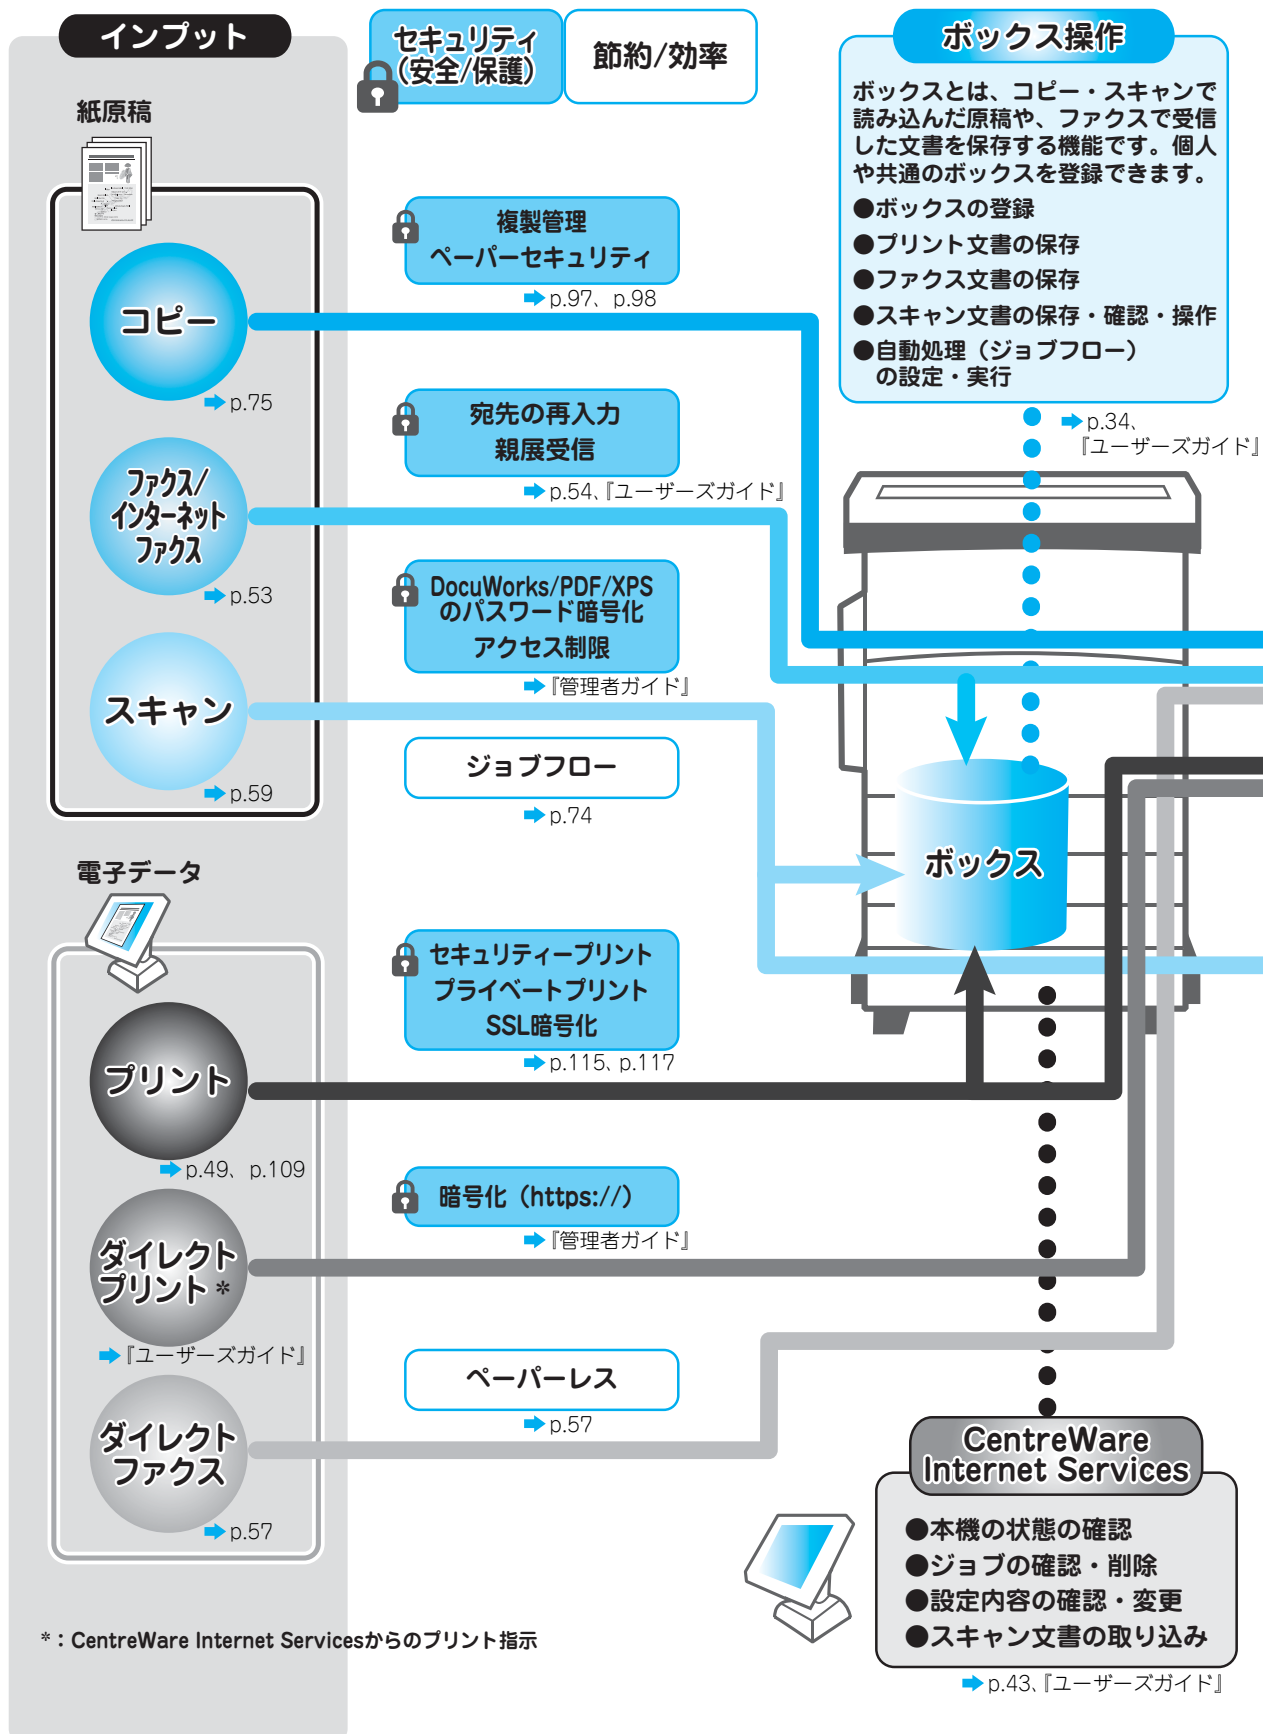 インプット
セキュリティ
(安全/保護)
節約/効率
紙原稿
コピー
➡ p.75
ファクス/
インターネット
ファクス
➡ p.53
スキャン
➡ p.59
電子データ
プリント
➡ p.49、p.109
ダイレクト
プリント *
➡『ユーザーズガイド』
ダイレクト
ファクス
➡ p.57
*：CentreWare Internet Servicesからのプリント指示
複製管理
ペーパーセキュリティ
➡ p.97、p.98
宛先の再入力
親展受信
➡ p.54、『ユーザーズガイド』
DocuWorks/PDF/XPS
のパスワード暗号化
アクセス制限
➡『管理者ガイド』
ジョブフロー
➡ p.74
セキュリティープリント
プライベートプリント
SSL暗号化
➡ p.115、p.117
暗号化（https://）
➡『管理者ガイド』
ペーパーレス
➡ p.57
ボックス操作
ボックスとは、コピー・スキャンで
読み込んだ原稿や、ファクスで受信
した文書を保存する機能です。個人
や共通のボックスを登録できます。
●ボックスの登録
●プリント文書の保存
●ファクス文書の保存
●スキャン文書の保存・確認・操作
●自動処理（ジョブフロー）
の設定・実行
➡ p.34、
『ユーザーズガイド』
ボックス
CentreWare
Internet Services
●本機の状態の確認
●ジョブの確認・削除
●設定内容の確認・変更
●スキャン文書の取り込み
➡ p.43、『ユーザーズガイド』